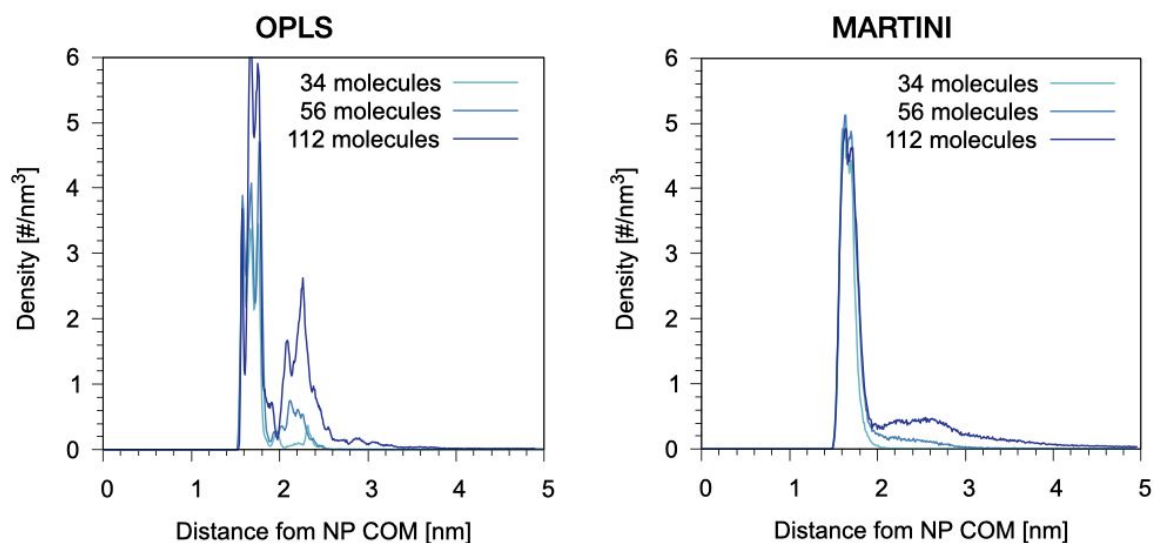 OPLS
6
5
4
3
2
1
0
Density [#/nm³]
34 molecules
56 molecules
112 molecules
0 1 2 3 4 5
Distance fom NP COM [nm]
MARTINI
6
5
4
3
2
1
0
Density [#/nm³]
34 molecules
56 molecules
112 molecules
0 1 2 3 4 5
Distance fom NP COM [nm]